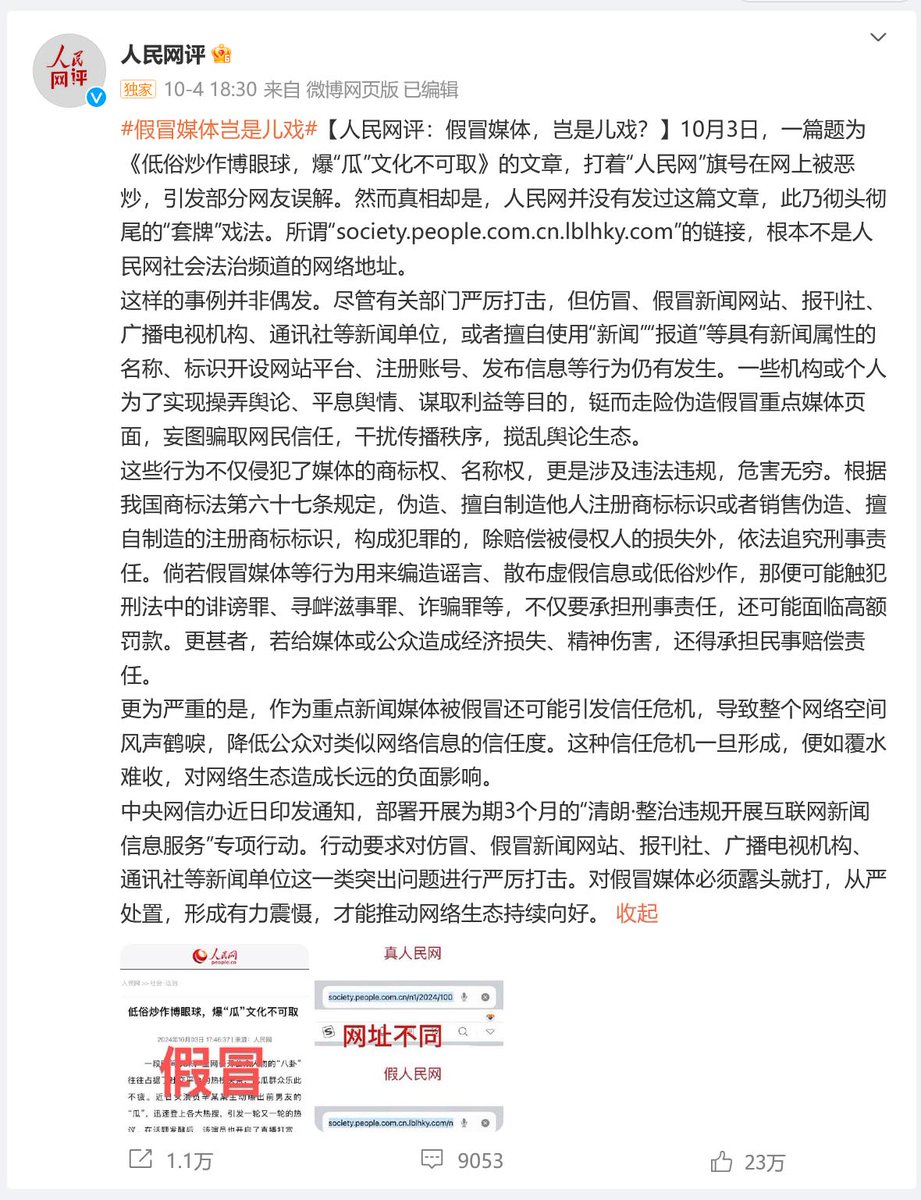 人民
网评
人民网评
独家 10-4 18:30 来自 微博网页版 已编辑
#假冒媒体岂是儿戏#【人民网评：假冒媒体，岂是儿戏？】10月3日，一篇题为
《低俗炒作博眼球，爆“瓜”文化不可取》的文章，打着“人民网”旗号在网上被恶
炒，引发部分网友误解。然而真相却是，人民网并没有发过这篇文章，此乃彻头彻
尾的“套牌”戏法。所谓“society.people.com.cn.lblhky.com”的链接，根本不是人
民网社会法治频道的网络地址。
这样的事例并非偶发。尽管有关部门严厉打击，但仿冒、假冒新闻网站、报刊社、
广播电视机构、通讯社等新闻单位，或者擅自使用“新闻”“报道”等具有新闻属性的
名称、标识开设网站平台、注册账号、发布信息等行为仍有发生。一些机构或个人
为了实现操弄舆论、平息舆情、谋取利益等目的，铤而走险伪造假冒重点媒体页
面，妄图骗取网民信任，干扰传播秩序，搅乱舆论生态。
这些行为不仅侵犯了媒体的商标权、名称权，更是涉及违法违规，危害无穷。根据
我国商标法第六十七条规定，伪造、擅自制造他人注册商标标识或者销售伪造、擅
自制造的注册商标标识，构成犯罪的，除赔偿被侵权人的损失外，依法追究刑事责
任。倘若假冒媒体等行为用来编造谣言、散布虚假信息或低俗炒作，那便可能触犯
刑法中的诽谤罪、寻衅滋事罪、诈骗罪等，不仅要承担刑事责任，还可能面临高额
罚款。更甚者，若给媒体或公众造成经济损失、精神伤害，还得承担民事赔偿责
任。
更为严重的是，作为重点新闻媒体被假冒还可能引发信任危机，导致整个网络空间
风声鹤唳，降低公众对类似网络信息的信任度。这种信任危机一旦形成，便如覆水
难收，对网络生态造成长远的负面影响。
中央网信办近日印发通知，部署开展为期3个月的“清朗·整治违规开展互联网新闻
信息服务”专项行动。行动要求对仿冒、假冒新闻网站、报刊社、广播电视机构、
通讯社等新闻单位这一类突出问题进行严厉打击。对假冒媒体必须露头就打，从严
处置，形成有力震慑，才能推动网络生态持续向好。 收起
人民网
people.cn
人民网>>社会·法治
低俗炒作博眼球，爆“瓜”文化不可取
2024年10月03日17:46:37 | 来源：人民网
假冒
往往占据了
不疲。近日
“瓜”，迅速登上各大热搜，引发一轮又一轮的热
议。在话题发酵后，该演员也开启了直播打赏，
真人民网
society.people.com.cn/n1/2024/100
网址不同
假人民网
society.people.com.cn.lblhky.com/n
1.1万
9053
23万